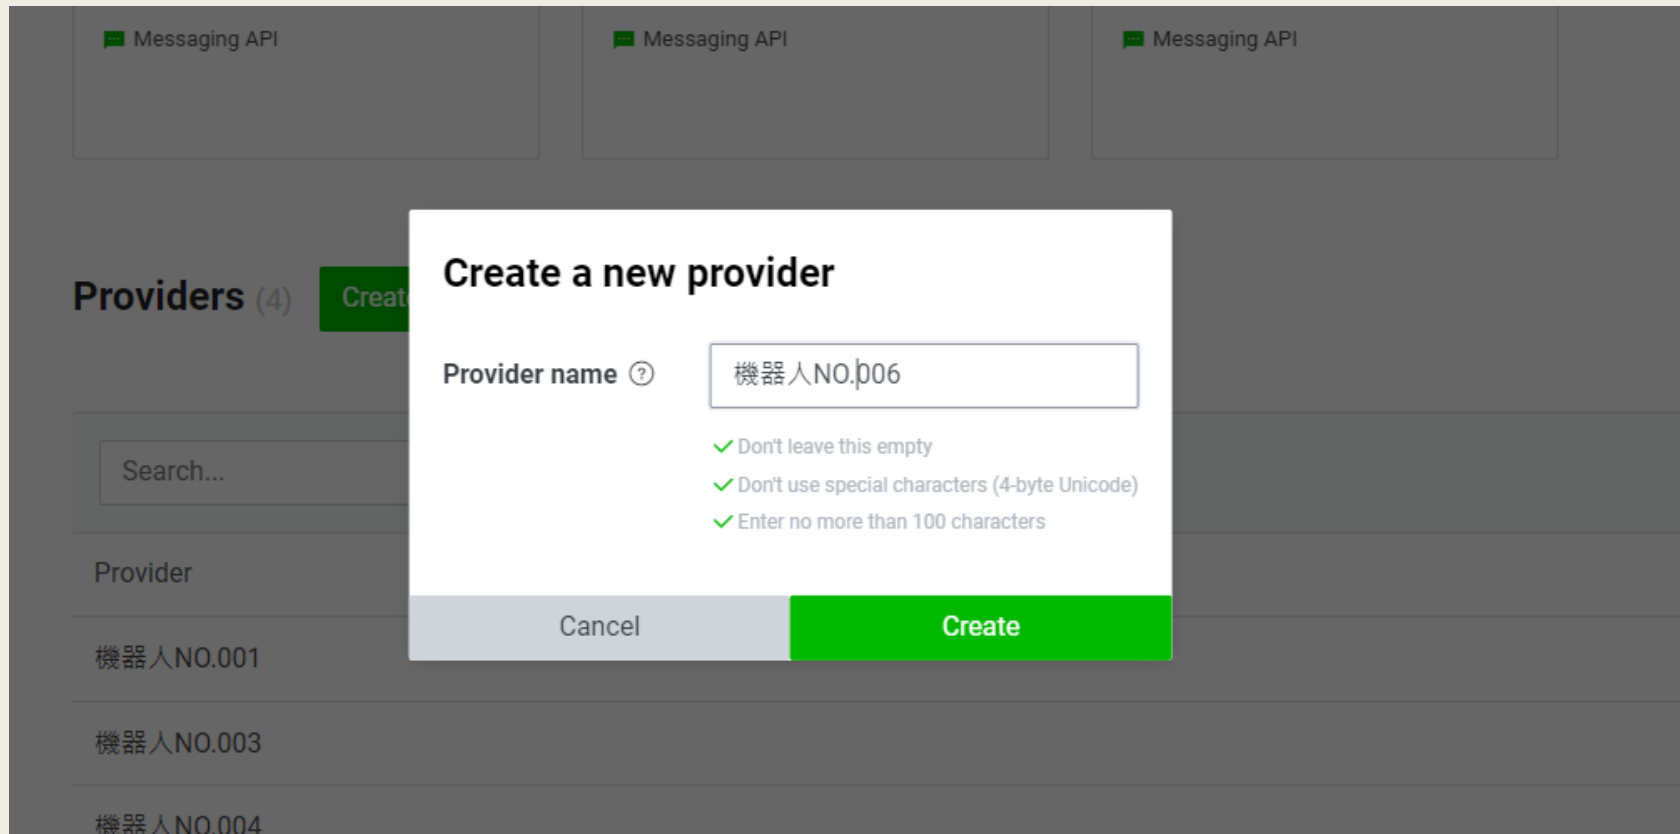 Messaging API
Messaging API
Messaging API
Create a new provider
Providers (4)
Provider name ?
機器人NO.006
Don't leave this empty
Don't use special characters (4-byte Unicode)
Enter no more than 100 characters
Cancel
Create
Search...
Provider
機器人NO.001
機器人NO.003
機器人NO.004